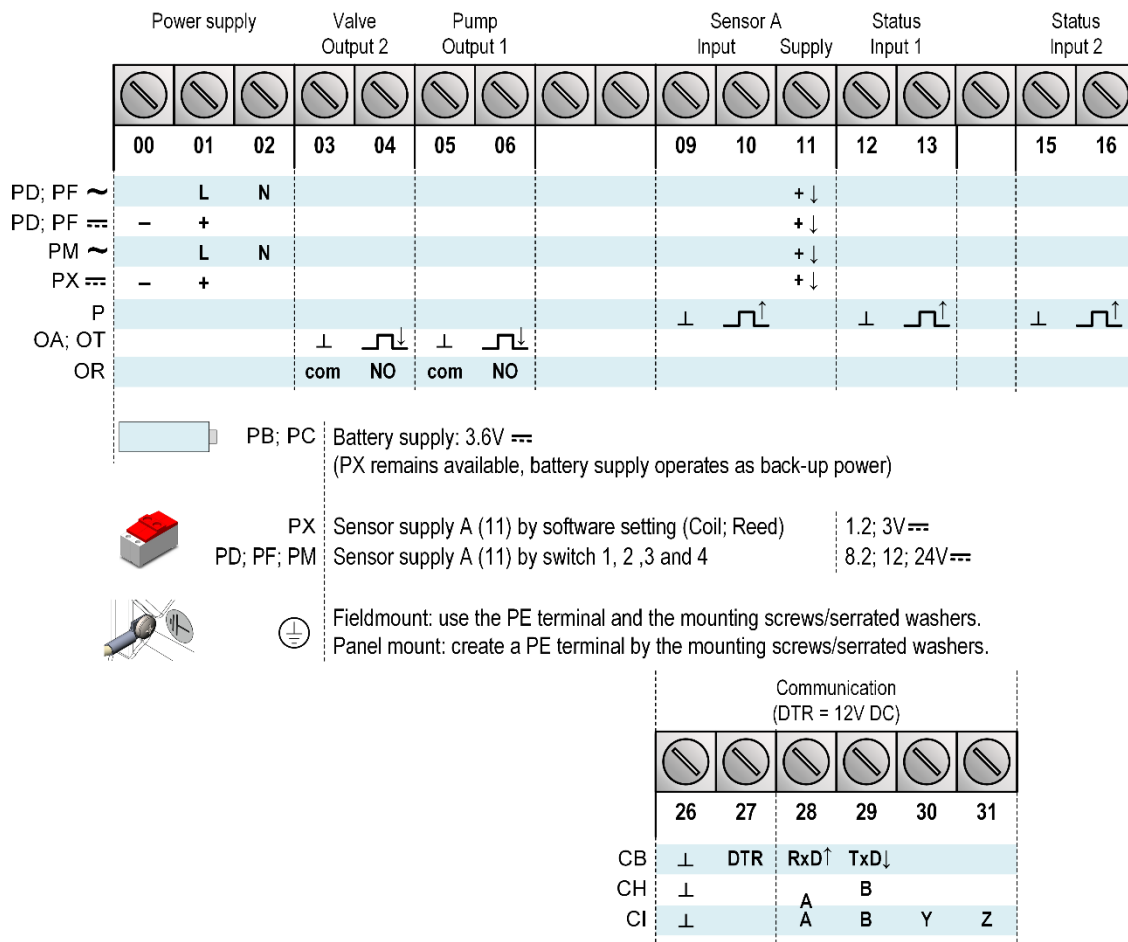 Power supply Valve Pump Sensor A Status Status
Output 2 Output 1 Input Supply Input 1 Input 2
00 01 02 03 04 05 06 09 10 11 12 13 15 16
PD; PF ~ L N + ↓
PD; PF ⎓ – + + ↓
PM ~ L N + ↓
PX ⎓ – + + ↓
P ⊥ ↑ ⊥ ↑ ⊥ ↑
OA; OT ⊥ ↓ ⊥ ↓
OR com NO com NO
PB; PC Battery supply: 3.6V ⎓
(PX remains available, battery supply operates as back-up power)
PX Sensor supply A (11) by software setting (Coil; Reed) 1.2; 3V⎓
PD; PF; PM Sensor supply A (11) by switch 1, 2 ,3 and 4 8.2; 12; 24V⎓
Fieldmount: use the PE terminal and the mounting screws/serrated washers.
Panel mount: create a PE terminal by the mounting screws/serrated washers.
Communication
(DTR = 12V DC)
26 27 28 29 30 31
CB ⊥ DTR RxD↑ TxD↓
CH ⊥ A B
CI ⊥ A B Y Z